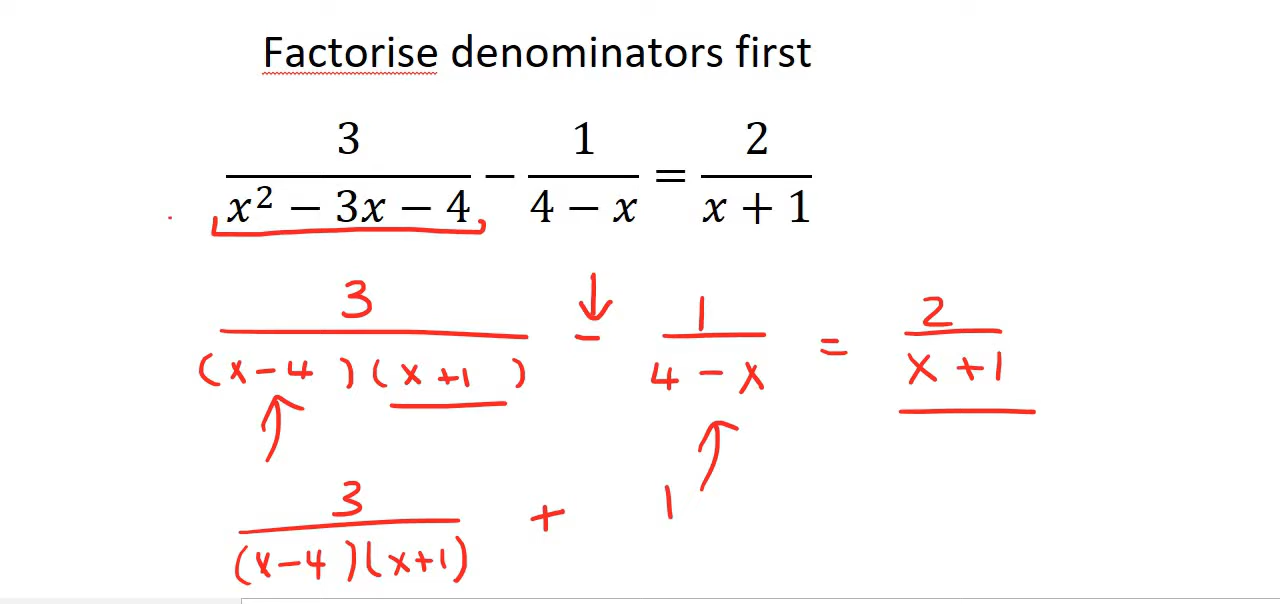 Factorise denominators first
3/(x² − 3x − 4) − 1/(4 − x) = 2/(x + 1)
3/((x − 4)(x + 1)) − 1/(4 − x) = 2/(x + 1)
3/((x − 4)(x + 1)) + 1